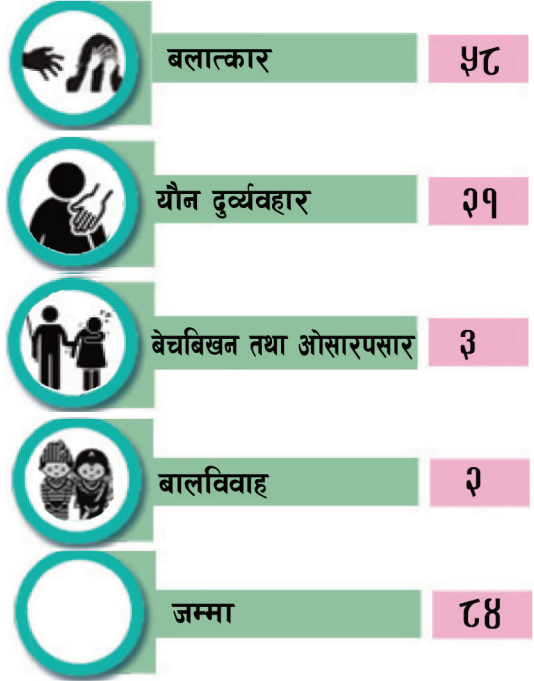 बलात्कार ५८
यौन दुर्व्यवहार २१
बेचबिखन तथा ओसारपसार ३
बालविवाह २
जम्मा ८४